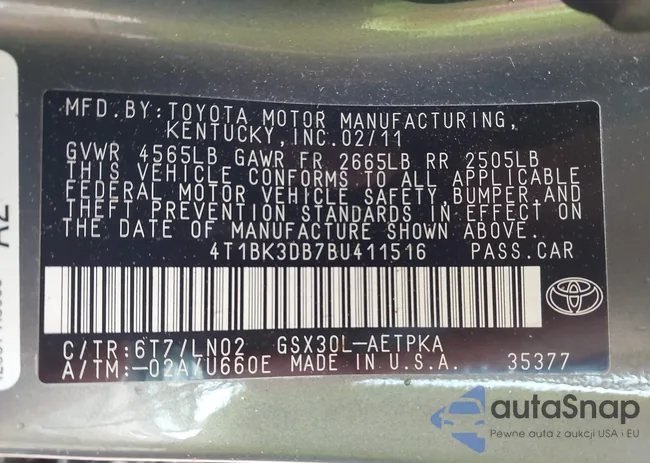 MFD.BY:TOYOTA MOTOR MANUFACTURING,
KENTUCKY,INC.02/11
GVWR 4565LB GAWR FR 2665LB RR 2505LB
THIS VEHICLE CONFORMS TO ALL APPLICABLE
FEDERAL MOTOR VEHICLE SAFETY,BUMPER,AND
THEFT PREVENTION STANDARDS IN EFFECT ON
THE DATE OF MANUFACTURE SHOWN ABOVE.
4T1BK3DB7BU411516 PASS.CAR
C/TR:6T7/LN02 GSX30L-AETPKA
A/TM:-02A/U660E MADE IN U.S.A. 35377
autaSnap
Pewne auta z aukcji USA i EU